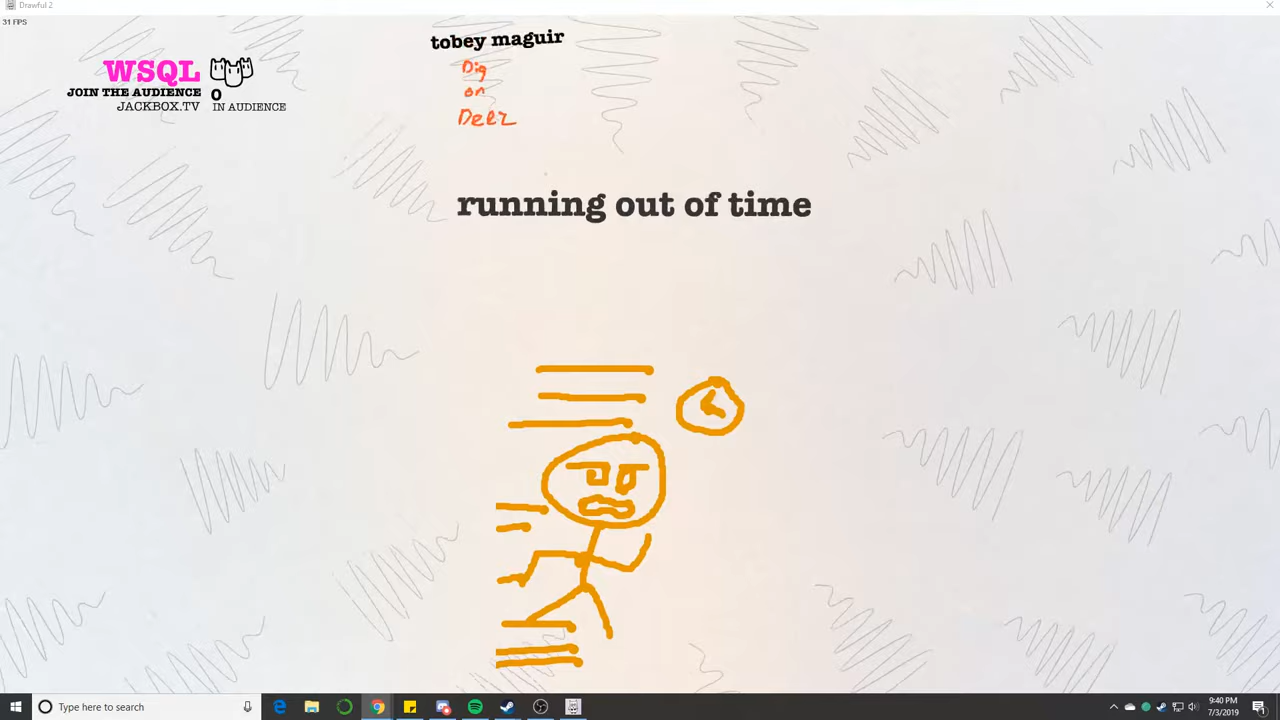 Drawful 2
31 FPS
WSQL
JOIN THE AUDIENCE
JACKBOX.TV
0
IN AUDIENCE
tobey maguir
Dig
on
Deez
running out of time
Type here to search
9:40 PM
7/3/2019